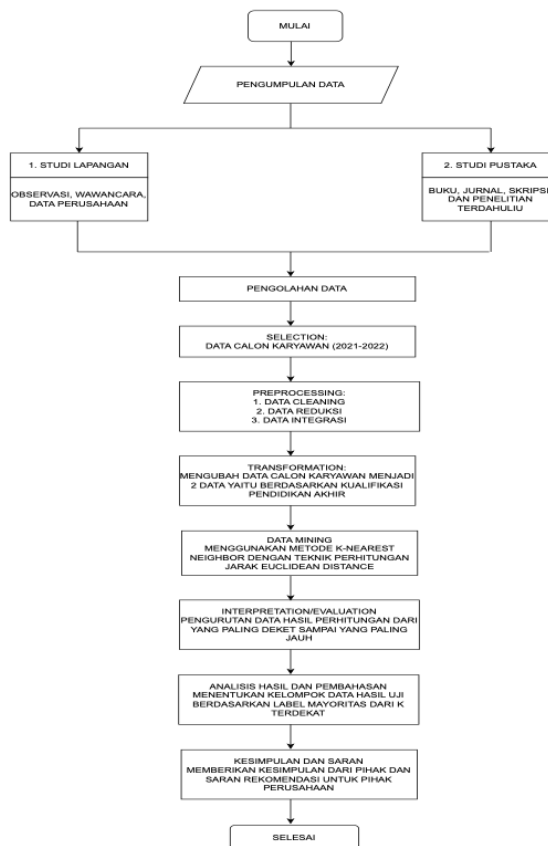 MULAI
PENGUMPULAN DATA
1. STUDI LAPANGAN
OBSERVASI, WAWANCARA,
DATA PERUSAHAAN
2. STUDI PUSTAKA
BUKU, JURNAL, SKRIPSI
DAN PENELITIAN
TERDAHULIU
PENGOLAHAN DATA
SELECTION:
DATA CALON KARYAWAN (2021-2022)
PREPROCESSING:
1. DATA CLEANING
2. DATA REDUKSI
3. DATA INTEGRASI
TRANSFORMATION:
MENGUBAH DATA CALON KARYAWAN MENJADI
2 DATA YAITU BERDASARKAN KUALIFIKASI
PENDIDIKAN AKHIR
DATA MINING
MENGGUNAKAN METODE K-NEAREST
NEIGHBOR DENGAN TEKNIK PERHITUNGAN
JARAK EUCLIDEAN DISTANCE
INTERPRETATION/EVALUATION
PENGURUTAN DATA HASIL PERHITUNGAN DARI
YANG PALING DEKET SAMPAI YANG PALING
JAUH
ANALISIS HASIL DAN PEMBAHASAN
MENENTUKAN KELOMPOK DATA HASIL UJI
BERDASARKAN LABEL MAYORITAS DARI K
TERDEKAT
KESIMPULAN DAN SARAN
MEMBERIKAN KESIMPULAN DARI PIHAK DAN
SARAN REKOMENDASI UNTUK PIHAK
PERUSAHAAN
SELESAI